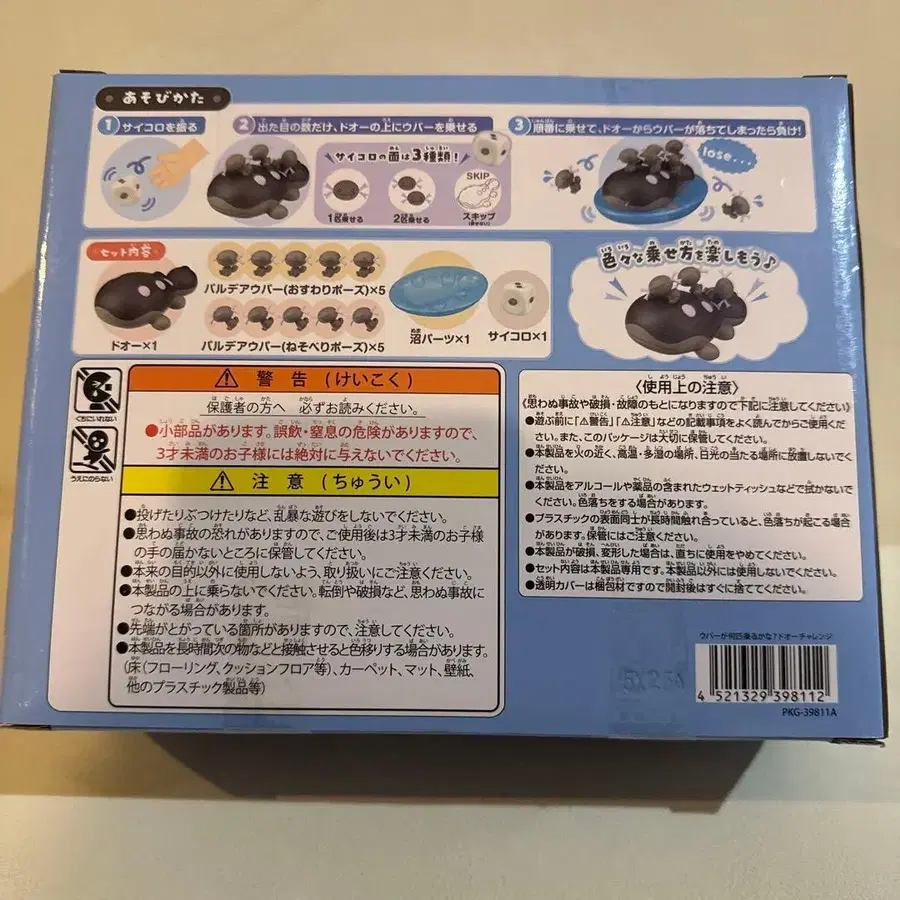 あそびかた
1 サイコロを振る
2 出た目の数だけ、ドオーの上にウパーを乗せる
サイコロの面は3種類!
1匹乗せる
2匹乗せる
SKIP
スキップ
(乗せない)
3 順番に乗せて、ドオーからウパーが落ちてしまったら負け!
lose...
セット内容
ドオー×1
パルデアウパー(おすわりポーズ)×5
パルデアウパー(ねそべりポーズ)×5
沼パーツ×1
サイコロ×1
色々な乗せ方を楽しもう♪
くちにいれない
うえにのらない
⚠ 警告 (けいこく)
保護者の方へ 必ずお読みください。
●小部品があります。誤飲・窒息の危険がありますので、
3才未満のお子様には絶対に与えないでください。
⚠ 注意 (ちゅうい)
●投げたりぶつけたりなど、乱暴な遊びをしないでください。
●思わぬ事故の恐れがありますので、ご使用後は3才未満のお子様
の手の届かないところに保管してください。
●本来の目的以外に使用しないよう、取り扱いにご注意ください。
●本製品の上に乗らないでください。転倒や破損など、思わぬ事故に
つながる場合があります。
●先端がとがっている箇所がありますので、注意してください。
●本製品を長時間次の物などと接触させると色移りする場合があります。
(床(フローリング、クッションフロア等)、カーペット、マット、壁紙、
他のプラスチック製品等)
〈使用上の注意〉
《思わぬ事故や破損・故障のもとになりますので下記に注意してください》
●遊ぶ前に「⚠警告」「⚠注意」などの記載事項をよく読んでからご使用くだ
さい。また、このパッケージは大切に保管してください。
●本製品を火の近く、高温・多湿の場所、日光の当たる場所に放置しないでく
ださい。
●本製品をアルコールや薬品の含まれたウェットティッシュなどで拭かないで
ください。色落ちをする場合があります。
●プラスチックの表面同士が長時間触れ合っていると、色落ちが起こる場合
があります。保管にはご注意ください。
●本製品が破損、変形した場合は、直ちに使用をやめてください。
●セット内容は本製品専用です。本製品以外には使用しないでください。
●透明カバーは梱包材ですので開封後はすぐに捨ててください。
ウパーが何匹乗るかな?ドオーチャレンジ
4 521329 398112
PKG-39811A